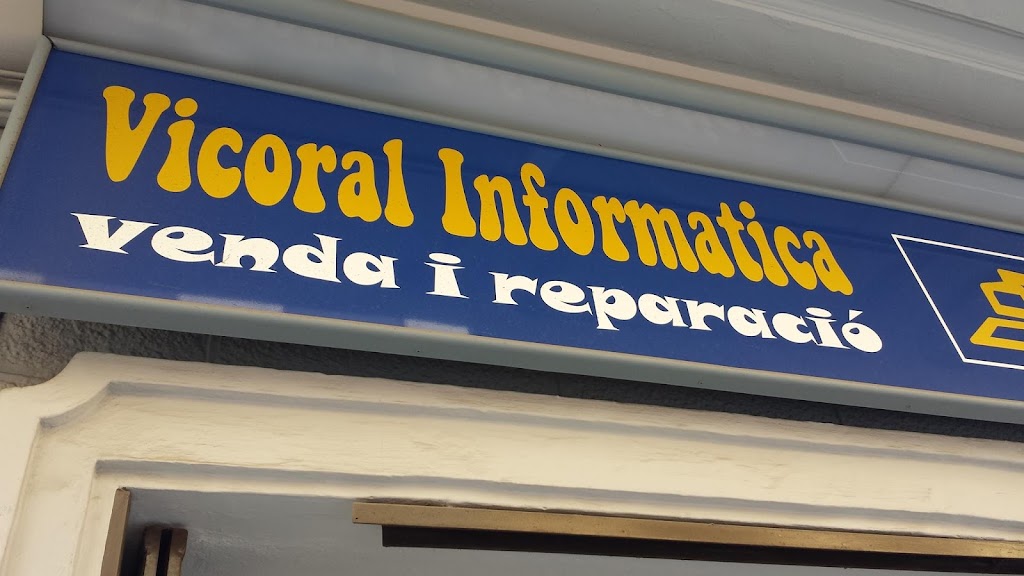 Vicoral Informatica
venda i reparació